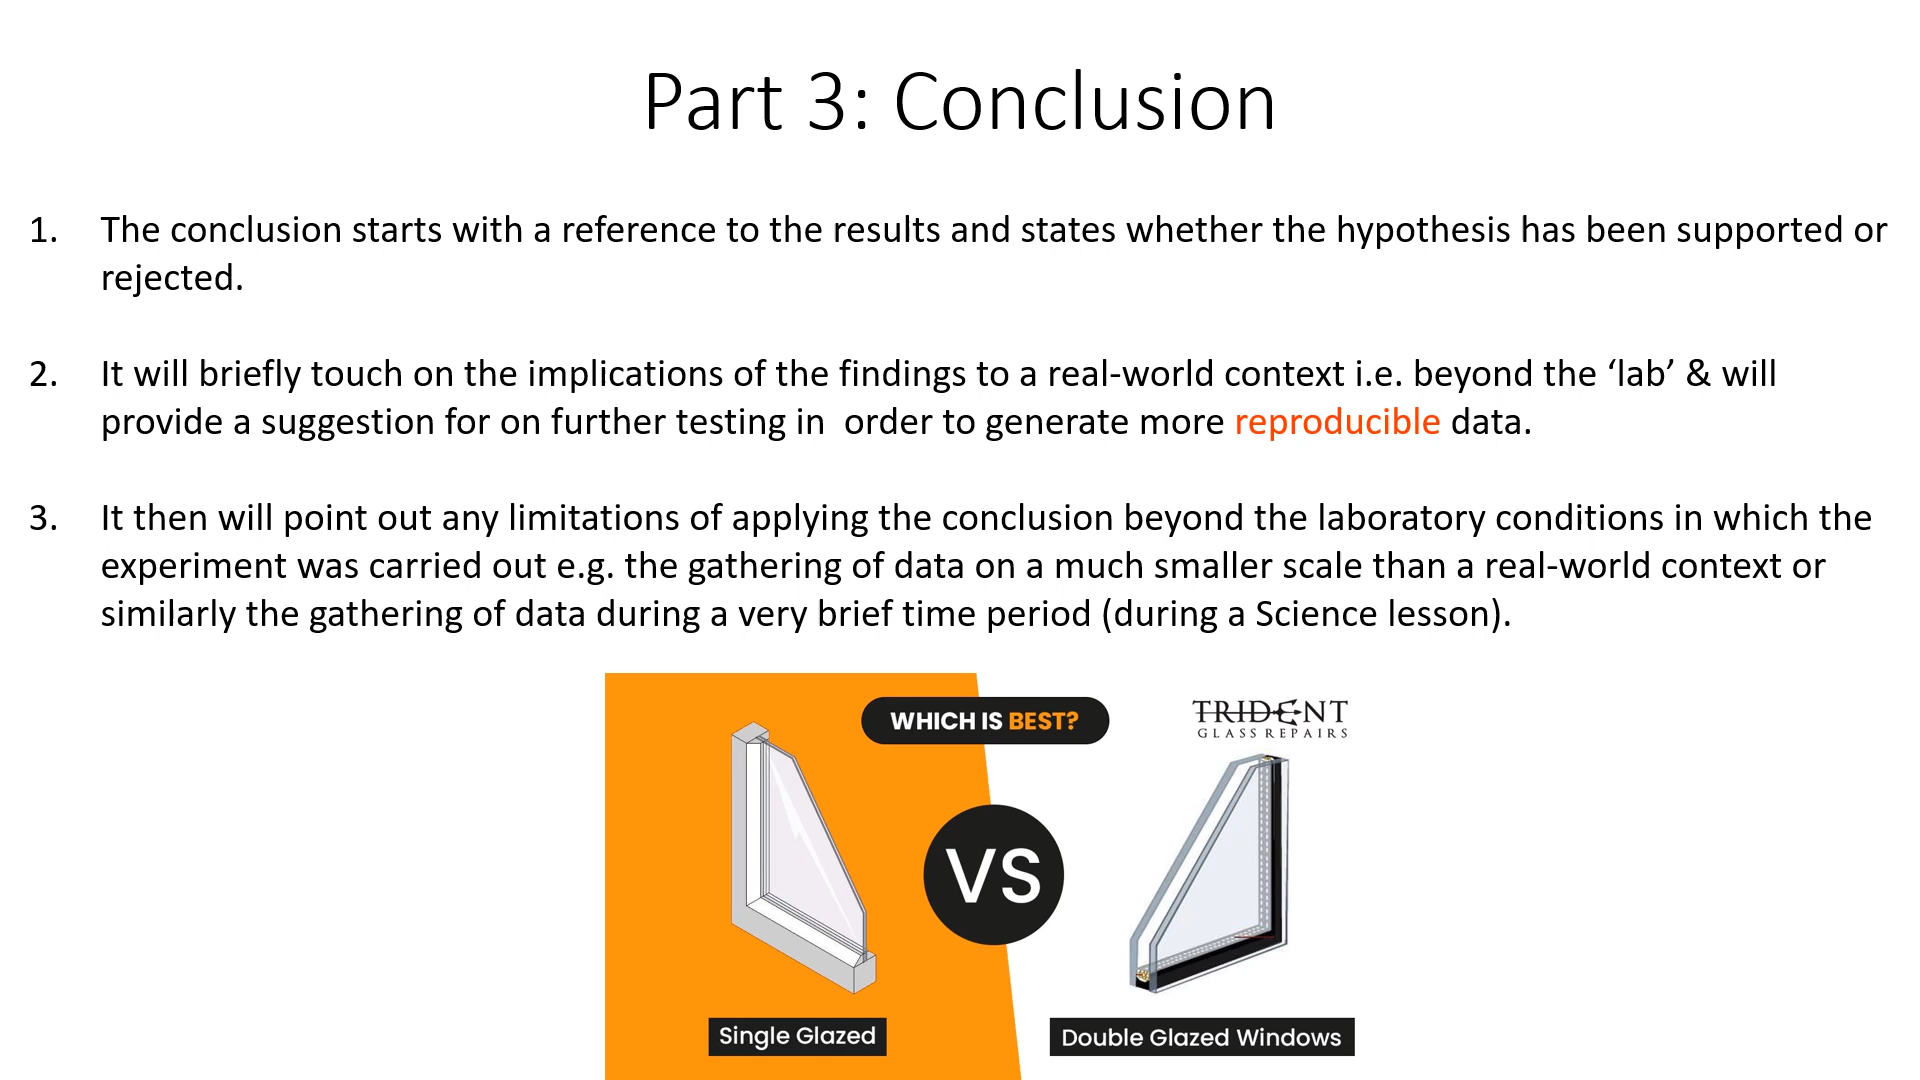 Part 3: Conclusion
1. The conclusion starts with a reference to the results and states whether the hypothesis has been supported or
rejected.
2. It will briefly touch on the implications of the findings to a real-world context i.e. beyond the ‘lab’ & will
provide a suggestion for on further testing in  order to generate more reproducible data.
3. It then will point out any limitations of applying the conclusion beyond the laboratory conditions in which the
experiment was carried out e.g. the gathering of data on a much smaller scale than a real-world context or
similarly the gathering of data during a very brief time period (during a Science lesson).
WHICH IS BEST?
TRIDENT
GLASS REPAIRS
VS
Single Glazed
Double Glazed Windows